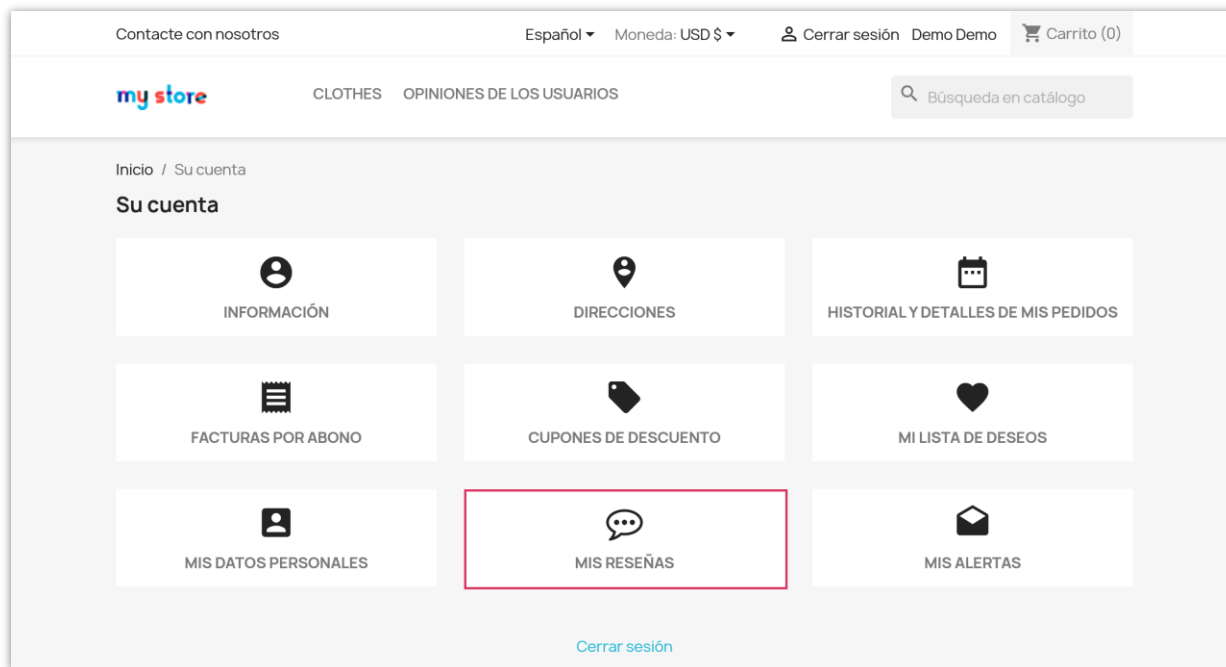 Contacte con nosotros Español Moneda: USD $ Cerrar sesión Demo Demo Carrito (0)
my store CLOTHES OPINIONES DE LOS USUARIOS Búsqueda en catálogo
Inicio / Su cuenta
Su cuenta
INFORMACIÓN DIRECCIONES HISTORIAL Y DETALLES DE MIS PEDIDOS
FACTURAS POR ABONO CUPONES DE DESCUENTO MI LISTA DE DESEOS
MIS DATOS PERSONALES MIS RESEÑAS MIS ALERTAS
Cerrar sesión